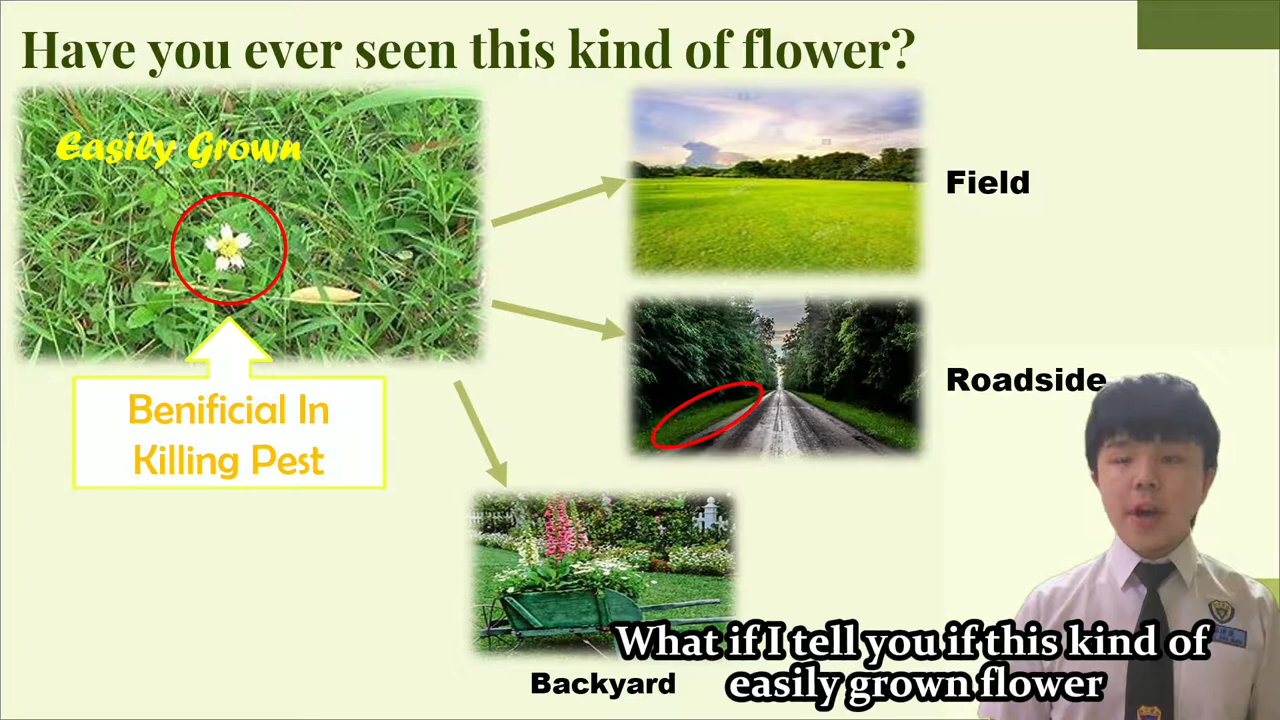 Have you ever seen this kind of flower?
Easily Grown
Field
Benificial In
Killing Pest
Roadside
Backyard
What if I tell you if this kind of
easily grown flower